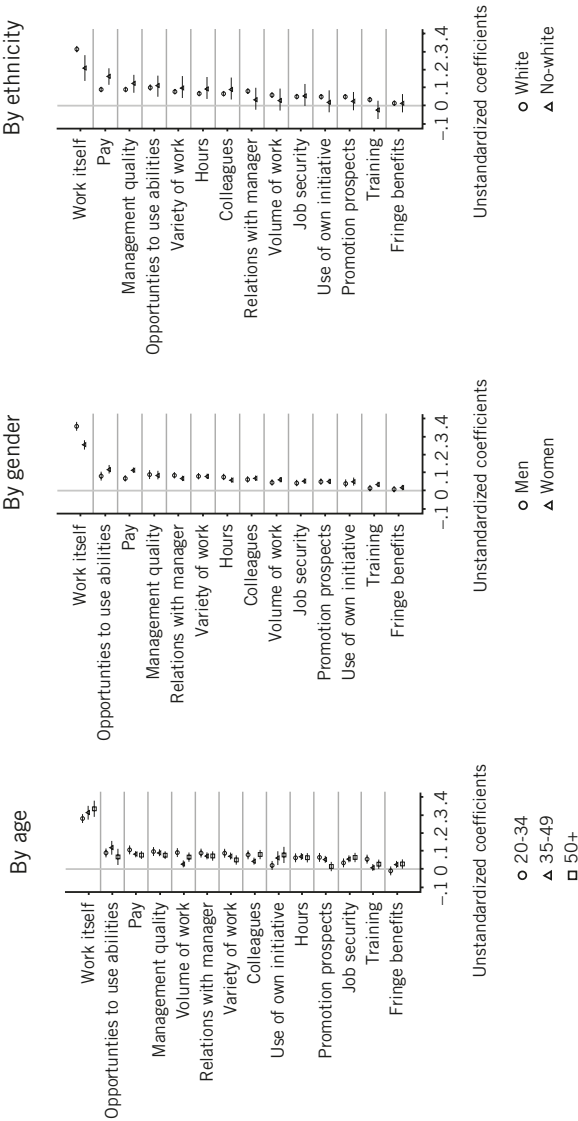 By age
Work itself
Opportunities to use abilities
Pay
Management quality
Volume of work
Relations with manager
Variety of work
Colleagues
Use of own initiative
Hours
Promotion prospects
Job security
Training
Fringe benefits
–.1 0 .1 .2 .3 .4
Unstandardized coefficients
20-34
35-49
50+
By gender
Work itself
Opportunities to use abilities
Pay
Management quality
Relations with manager
Variety of work
Hours
Colleagues
Volume of work
Job security
Promotion prospects
Use of own initiative
Training
Fringe benefits
–.1 0 .1 .2 .3 .4
Unstandardized coefficients
Men
Women
By ethnicity
Work itself
Pay
Management quality
Opportunities to use abilities
Variety of work
Hours
Colleagues
Relations with manager
Volume of work
Job security
Use of own initiative
Promotion prospects
Training
Fringe benefits
–.1 0 .1 .2 .3 .4
Unstandardized coefficients
White
No-white